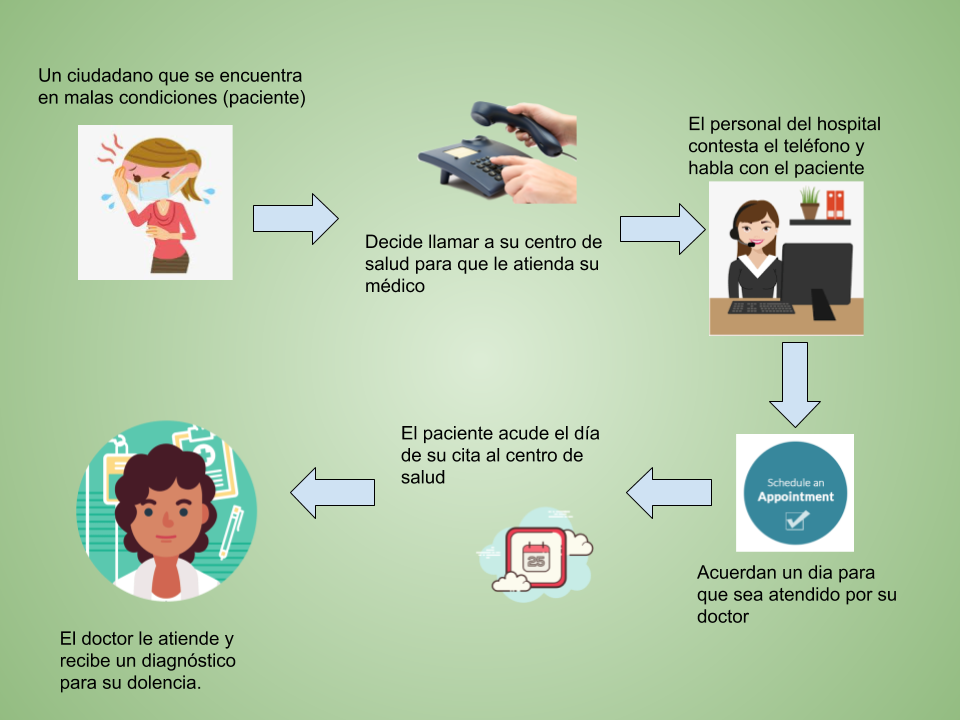 Un ciudadano que se encuentra
en malas condiciones (paciente)
Decide llamar a su centro de
salud para que le atienda su
médico
El personal del hospital
contesta el teléfono y
habla con el paciente
Schedule an
Appointment
Acuerdan un dia para
que sea atendido por su
doctor
El paciente acude el día
de su cita al centro de
salud
25
El doctor le atiende y
recibe un diagnóstico
para su dolencia.